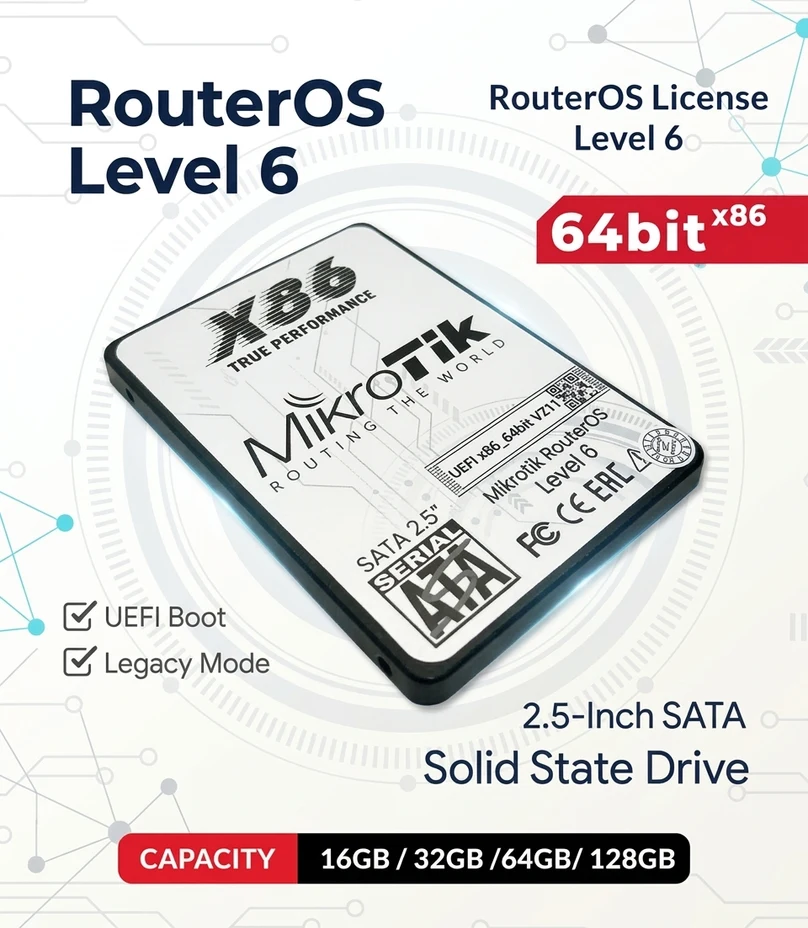 RouterOS
Level 6
RouterOS License
Level 6
64bit x86
X86
TRUE PERFORMANCE
MikroTik
ROUTING THE WORLD
UEFI x86_64bit VZ11
Mikrotik RouterOS
Level 6
FC CE EAC
SATA 2.5"
SERIAL
ATA
UEFI Boot
Legacy Mode
2.5-Inch SATA
Solid State Drive
CAPACITY 16GB / 32GB /64GB/ 128GB